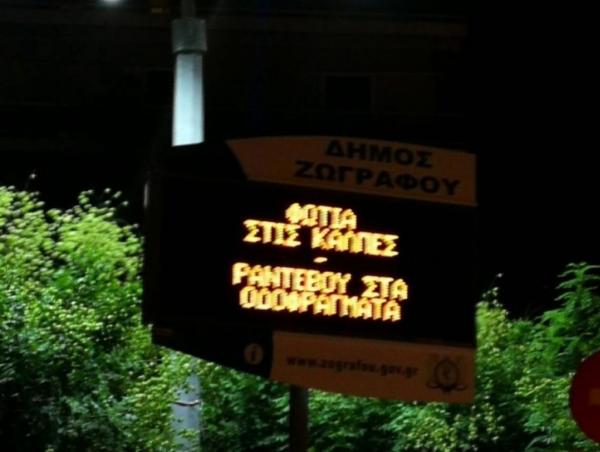 ΔΗΜΟΣ
ΖΩΓΡΑΦΟΥ
ΦΩΤΙΑ
ΣΤΙΣ ΚΑΛΠΕΣ
-
ΡΑΝΤΕΒΟΥ ΣΤΑ
ΟΔΟΦΡΑΓΜΑΤΑ
i www.zografou.gov.gr